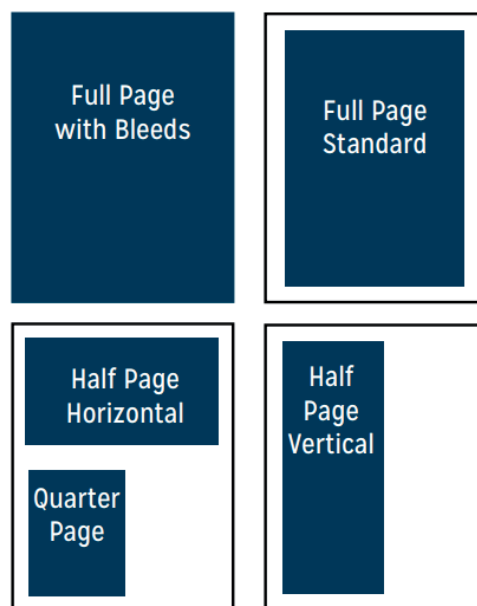 Full Page
with Bleeds
Full Page
Standard
Half Page
Horizontal
Quarter
Page
Half
Page
Vertical